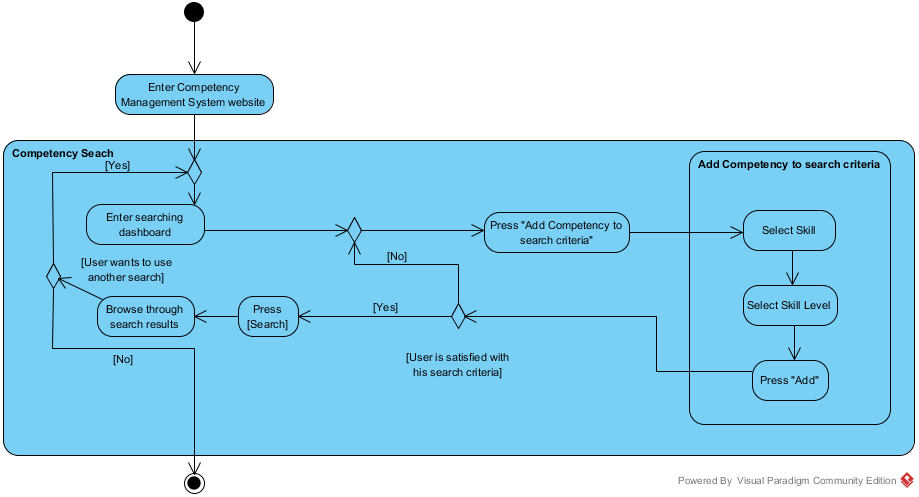 Enter Competency
Management System website
Competency Seach
[Yes]
Add Competency to search criteria
Enter searching
dashboard
Press "Add Competency to
search criteria"
Select Skill
[No]
[User wants to use
another search]
Browse through
search results
Press
[Search]
[Yes]
Select Skill Level
[No]
[User is satisfied with
his search criteria]
Press "Add"
Powered By Visual Paradigm Community Edition